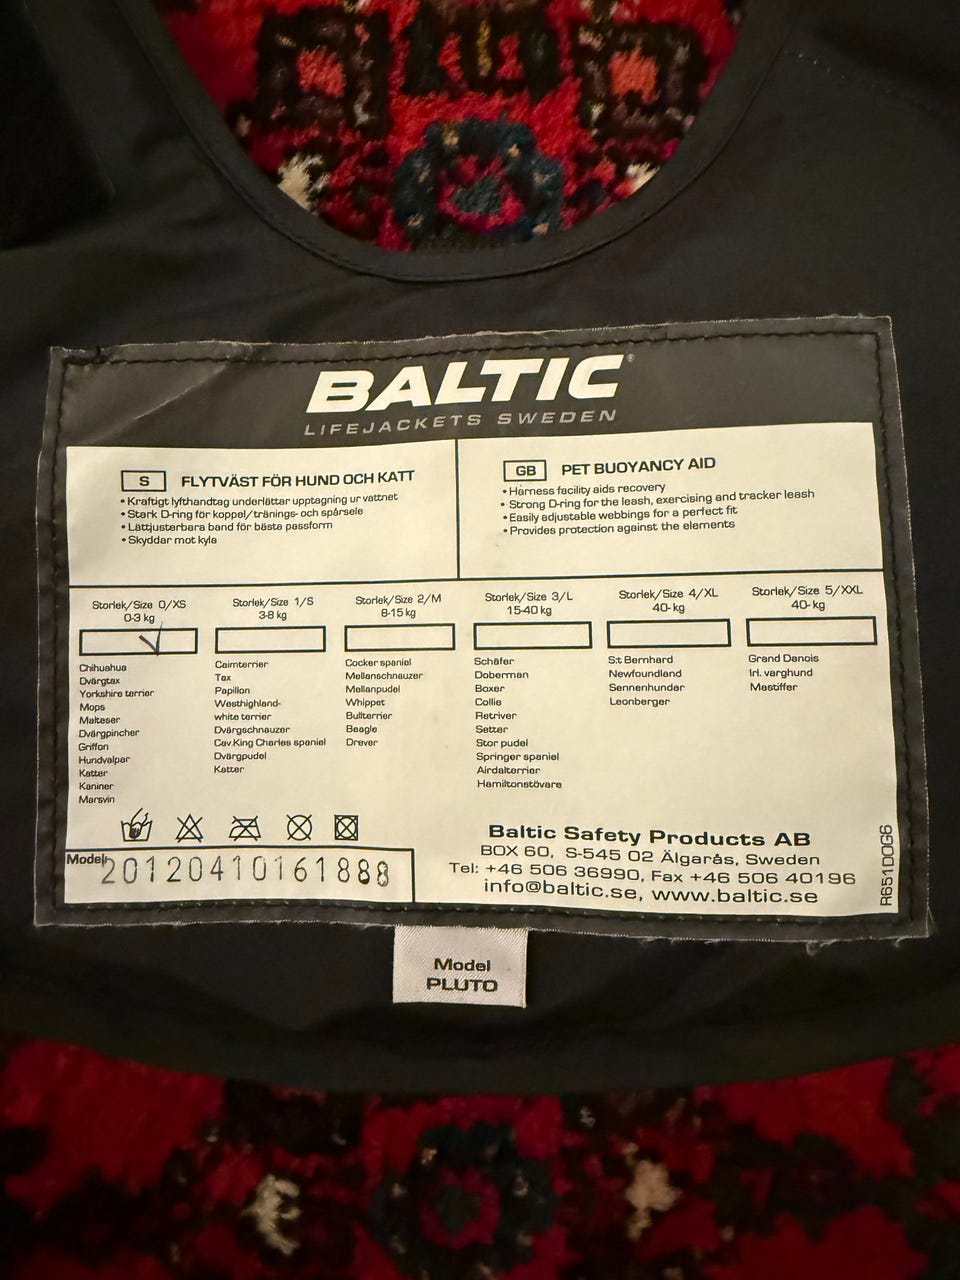 BALTIC®
LIFEJACKETS SWEDEN
S FLYTVÄST FÖR HUND OCH KATT
• Kraftigt lyfthandtag underlättar upptagning ur vattnet
• Stark D-ring för koppel/tränings- och spårsele
• Lättjusterbara band för bästa passform
• Skyddar mot kyla
GB PET BUOYANCY AID
• Harness facility aids recovery
• Strong D-ring for the leash, exercising and tracker leash
• Easily adjustable webbings for a perfect fit
• Provides protection against the elements
Storlek/Size 0/XS
0-3 kg
Chihuahua
Dvärgtax
Yorkshire terrier
Mops
Malteser
Dvärgpincher
Griffon
Hundvalpar
Katter
Kaniner
Marsvin
Storlek/Size 1/S
3-8 kg
Cairnterrier
Tax
Papillon
Westhighland-
white terrier
Dvärgschnauzer
Cav.King Charles spaniel
Dvärgpudel
Katter
Storlek/Size 2/M
8-15 kg
Cocker spaniel
Mellanschnauzer
Mellanpudel
Whippet
Bullterrier
Beagle
Drever
Storlek/Size 3/L
15-40 kg
Schäfer
Doberman
Boxer
Collie
Retriver
Setter
Stor pudel
Springer spaniel
Airdalterrier
Hamiltonstövare
Storlek/Size 4/XL
40- kg
S:t Bernhard
Newfoundland
Sennenhundar
Leonberger
Storlek/Size 5/XXL
40- kg
Grand Danois
Irl. varghund
Mastiffer
Model: 20120410161888
Baltic Safety Products AB
BOX 60, S-545 02 Älgarås, Sweden
Tel: +46 506 36990, Fax +46 506 40196
info@baltic.se, www.baltic.se
R651DOG6
Model
PLUTO